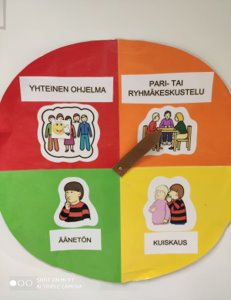 YHTEINEN OHJELMA
PARI- TAI
RYHMÄKESKUSTELU
ÄÄNETÖN
KUISKAUS